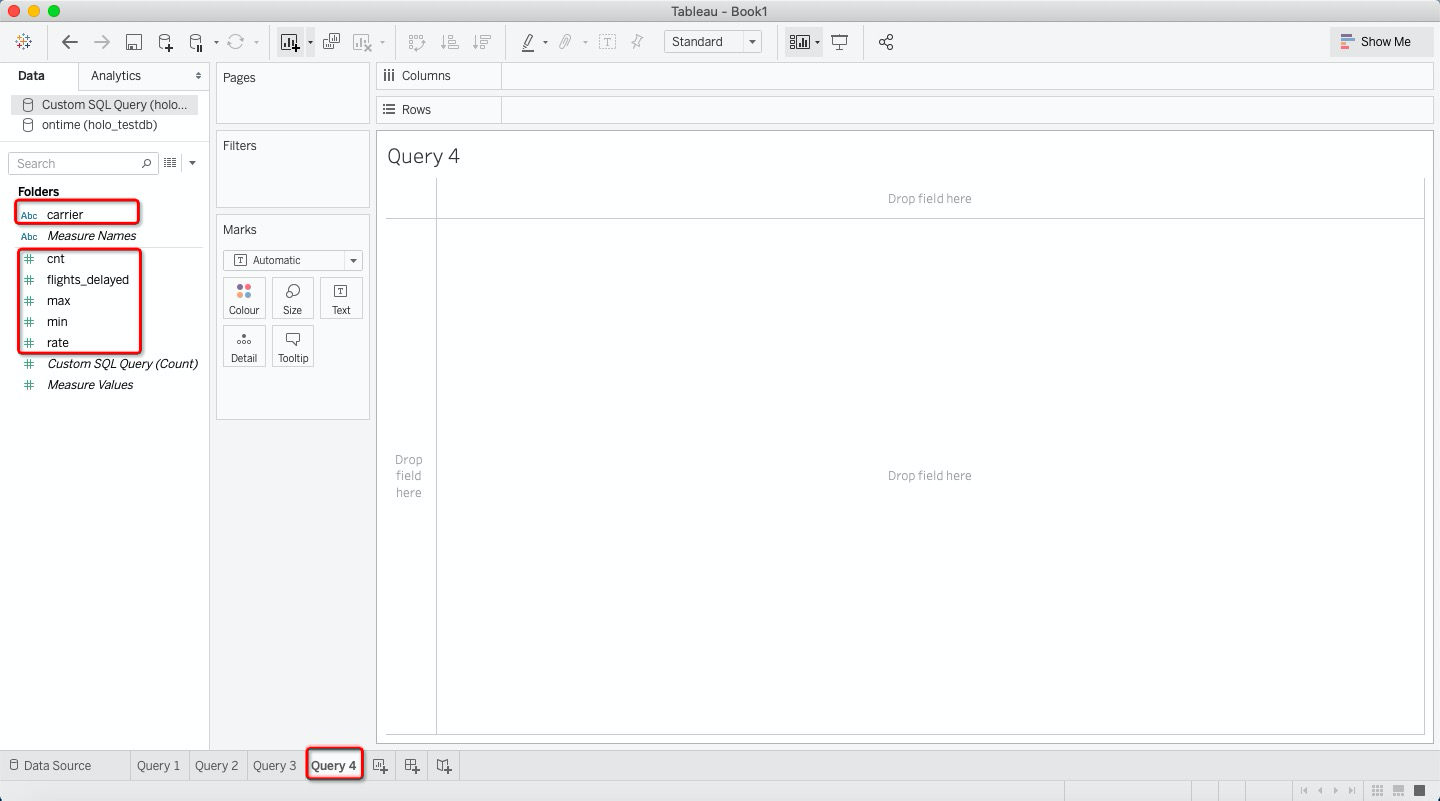 Tableau - Book1
Standard
Show Me
Data
Analytics
Custom SQL Query (holo...
ontime (holo_testdb)
Search
Folders
Abc carrier
Abc Measure Names
cnt
flights_delayed
max
min
rate
Custom SQL Query (Count)
Measure Values
Pages
Filters
Marks
T Automatic
Colour
Size
Text
Detail
Tooltip
Columns
Rows
Query 4
Drop field here
Drop
field
here
Drop field here
Data Source
Query 1
Query 2
Query 3
Query 4